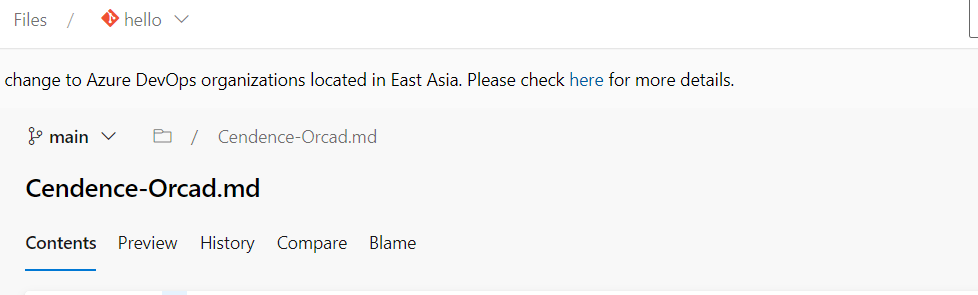 Files / hello
change to Azure DevOps organizations located in East Asia. Please check here for more details.
main / Cendence-Orcad.md
Cendence-Orcad.md
Contents Preview History Compare Blame